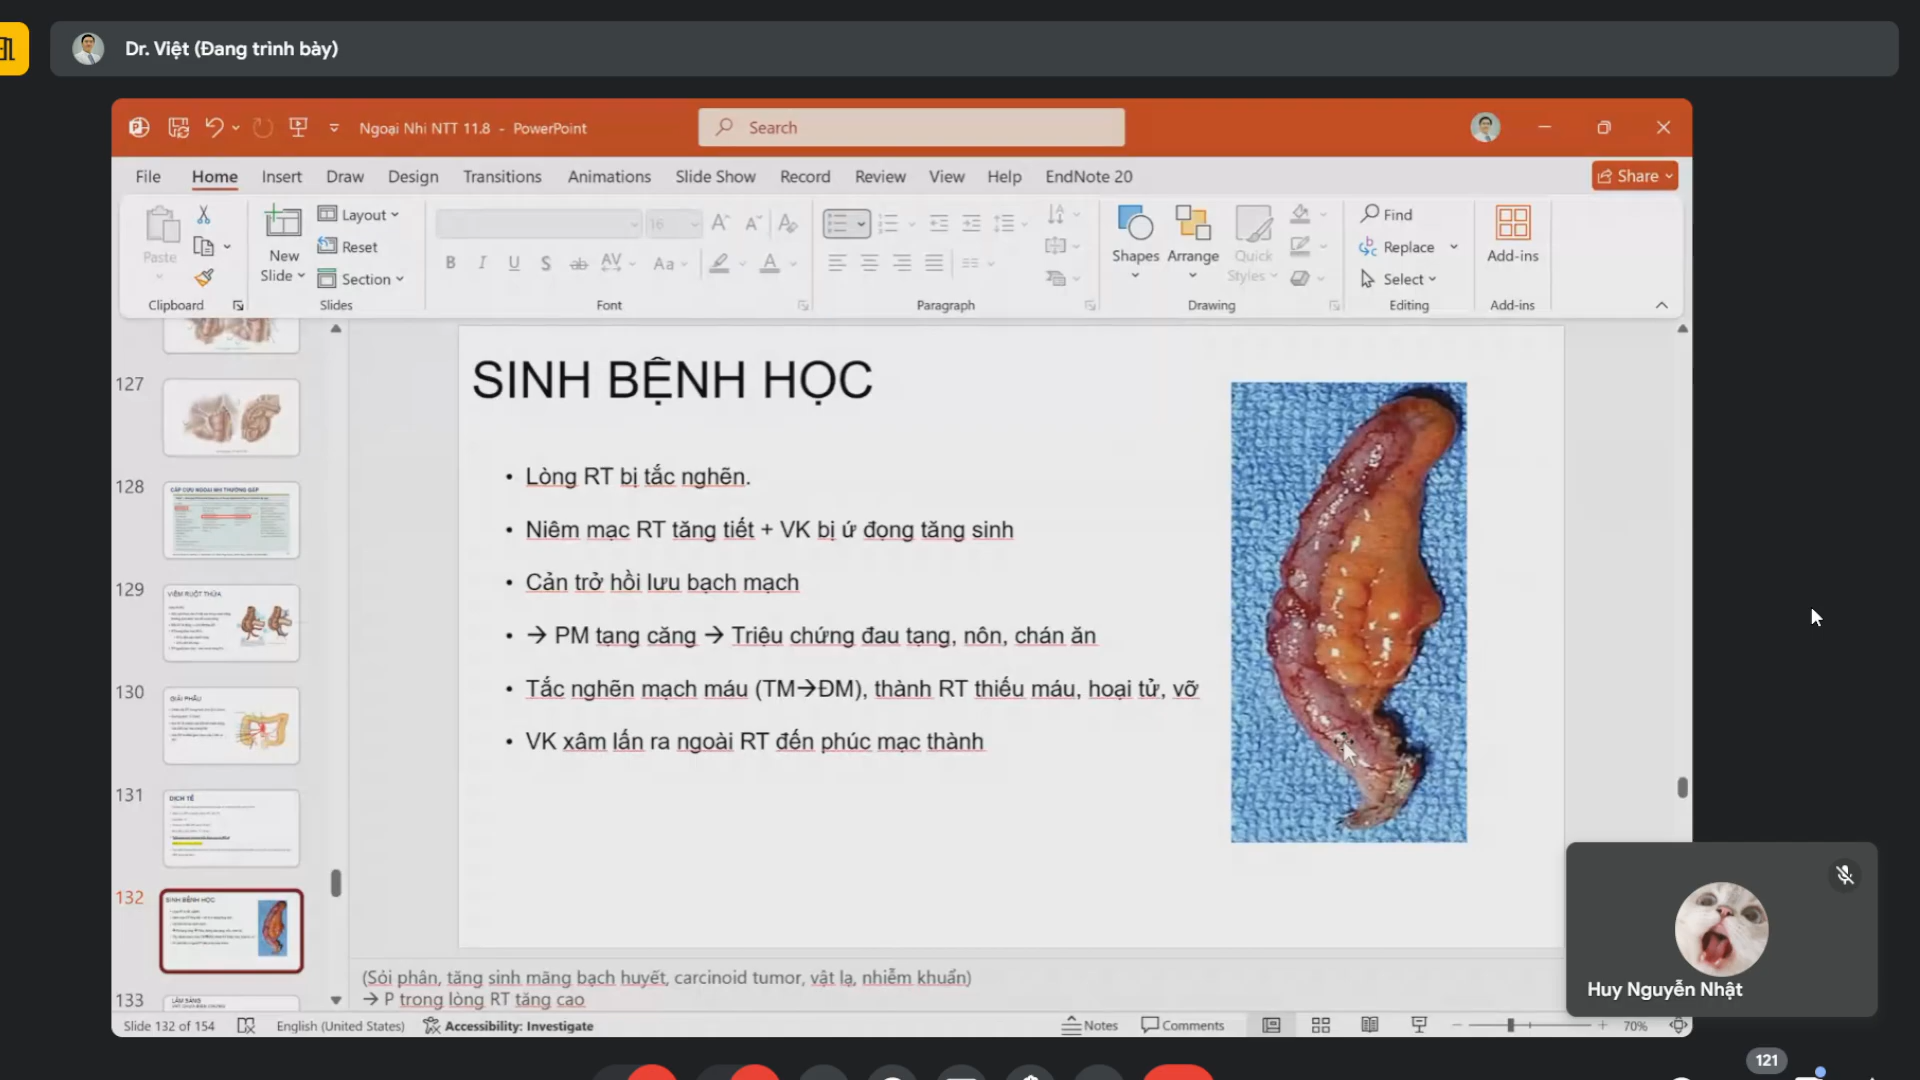 Dr. Việt (Đang trình bày)
Ngoại Nhi NTT 11.8 - PowerPoint
Search
File Home Insert Draw Design Transitions Animations Slide Show Record Review View Help EndNote 20
Share
Paste
Clipboard
New Slide
Layout
Reset
Section
Slides
16
Font
Paragraph
Shapes
Arrange
Quick Styles
Drawing
Find
Replace
Select
Editing
Add-ins
Add-ins
127
128
CẤP CỨU NGOẠI NHI THƯỜNG GẶP
129
VIÊM RUỘT THỪA
130
GIẢI PHẪU
131
DỊCH TỄ
132
SINH BỆNH HỌC
133
LÂM SÀNG
SINH BỆNH HỌC
• Lòng RT bị tắc nghẽn.
• Niêm mạc RT tăng tiết + VK bị ứ đọng tăng sinh
• Cản trở hồi lưu bạch mạch
• → PM tạng căng → Triệu chứng đau tạng, nôn, chán ăn
• Tắc nghẽn mạch máu (TM→ĐM), thành RT thiếu máu, hoại tử, vỡ
• VK xâm lấn ra ngoài RT đến phúc mạc thành
(Sỏi phân, tăng sinh mãng bạch huyết, carcinoid tumor, vật lạ, nhiễm khuẩn)
→ P trong lòng RT tăng cao
Slide 132 of 154 English (United States) Accessibility: Investigate Notes Comments 70%
Huy Nguyễn Nhật
121